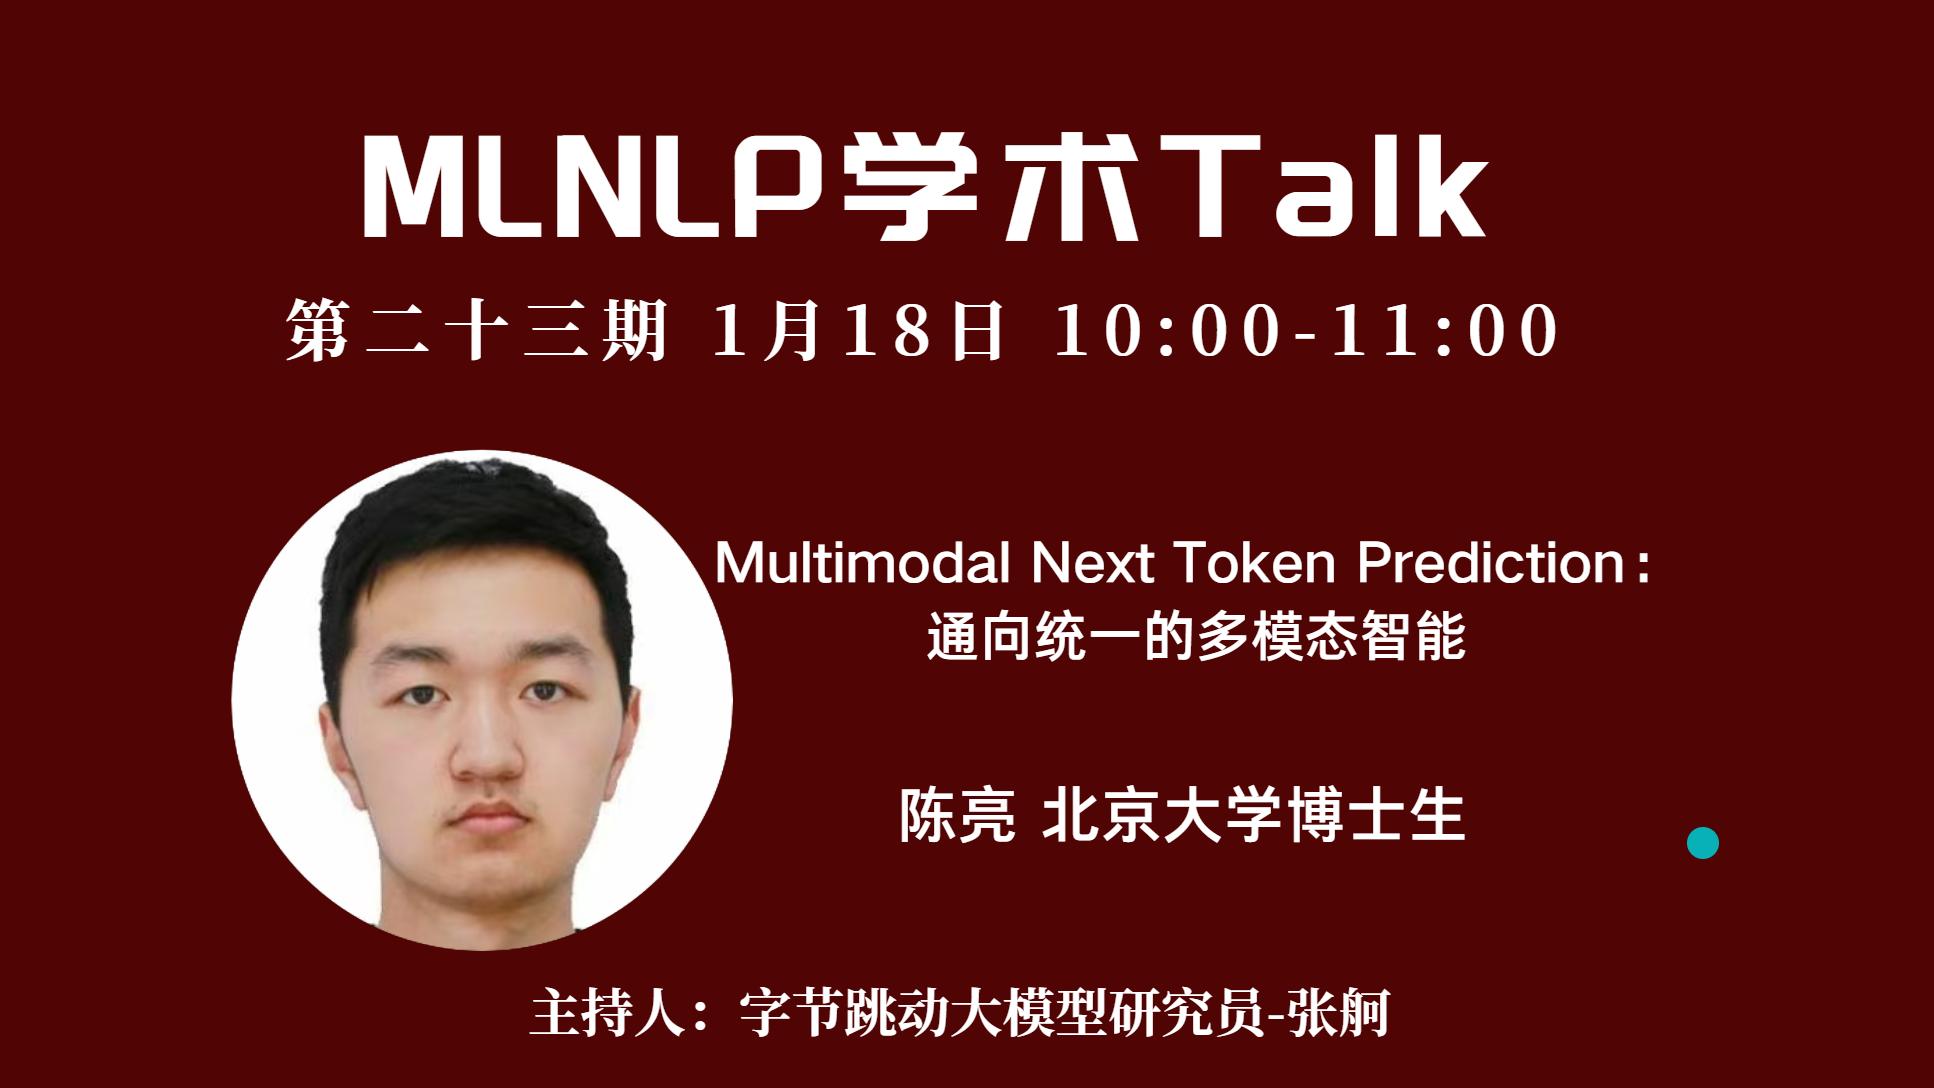 MLNLP学术Talk
第二十三期 1月18日 10:00-11:00
Multimodal Next Token Prediction：
通向统一的多模态智能
陈亮 北京大学博士生
主持人：字节跳动大模型研究员-张舸